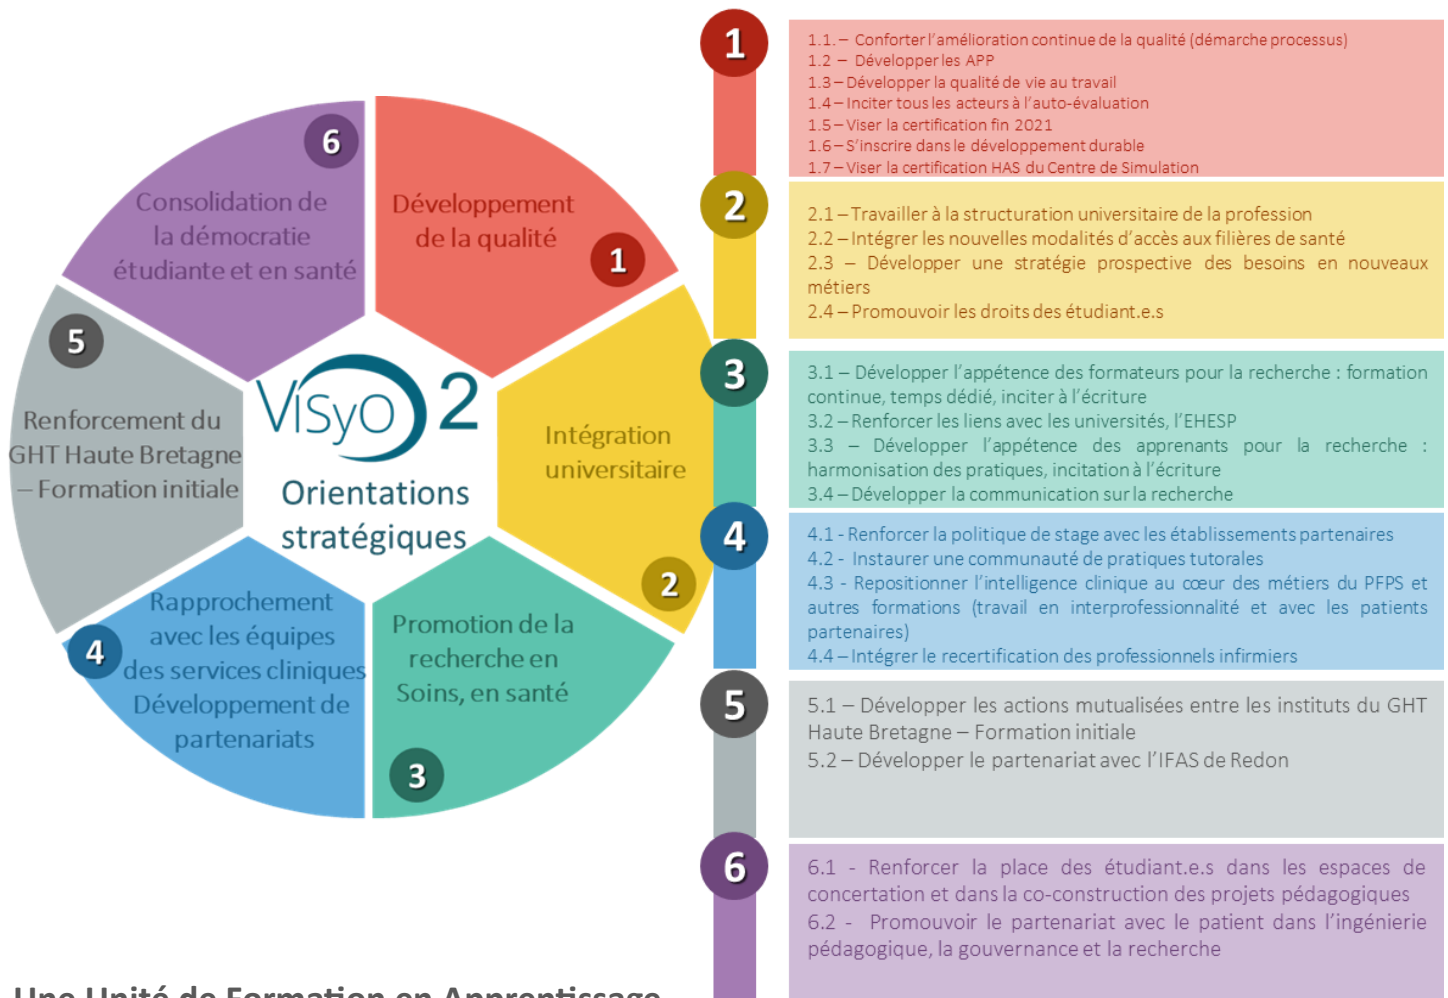 6
Consolidation de
la démocratie
étudiante et en santé
Développement
de la qualité
1
5
Renforcement du
GHT Haute Bretagne
– Formation initiale
ViSyO 2
Orientations
stratégiques
Intégration
universitaire
2
Rapprochement
avec les équipes
des services cliniques
Développement de
partenariats
4
Promotion de la
recherche en
Soins, en santé
3
1
1.1. – Conforter l'amélioration continue de la qualité (démarche processus)
1.2 – Développer les APP
1.3 – Développer la qualité de vie au travail
1.4 – Inciter tous les acteurs à l'auto-évaluation
1.5 – Viser la certification fin 2021
1.6 – S'inscrire dans le développement durable
1.7 – Viser la certification HAS du Centre de Simulation
2
2.1 – Travailler à la structuration universitaire de la profession
2.2 – Intégrer les nouvelles modalités d'accès aux filières de santé
2.3 – Développer une stratégie prospective des besoins en nouveaux
métiers
2.4 – Promouvoir les droits des étudiant.e.s
3
3.1 – Développer l'appétence des formateurs pour la recherche : formation
continue, temps dédié, inciter à l'écriture
3.2 – Renforcer les liens avec les universités, l'EHESP
3.3 – Développer l'appétence des apprenants pour la recherche :
harmonisation des pratiques, incitation à l'écriture
3.4 – Développer la communication sur la recherche
4
4.1 - Renforcer la politique de stage avec les établissements partenaires
4.2 - Instaurer une communauté de pratiques tutorales
4.3 - Repositionner l'intelligence clinique au cœur des métiers du PFPS et
autres formations (travail en interprofessionnalité et avec les patients
partenaires)
4.4 – Intégrer le recertification des professionnels infirmiers
5
5.1 – Développer les actions mutualisées entre les instituts du GHT
Haute Bretagne – Formation initiale
5.2 – Développer le partenariat avec l'IFAS de Redon
6
6.1 - Renforcer la place des étudiant.e.s dans les espaces de
concertation et dans la co-construction des projets pédagogiques
6.2 - Promouvoir le partenariat avec le patient dans l'ingénierie
pédagogique, la gouvernance et la recherche
Une Unité de Formation en Apprentissage